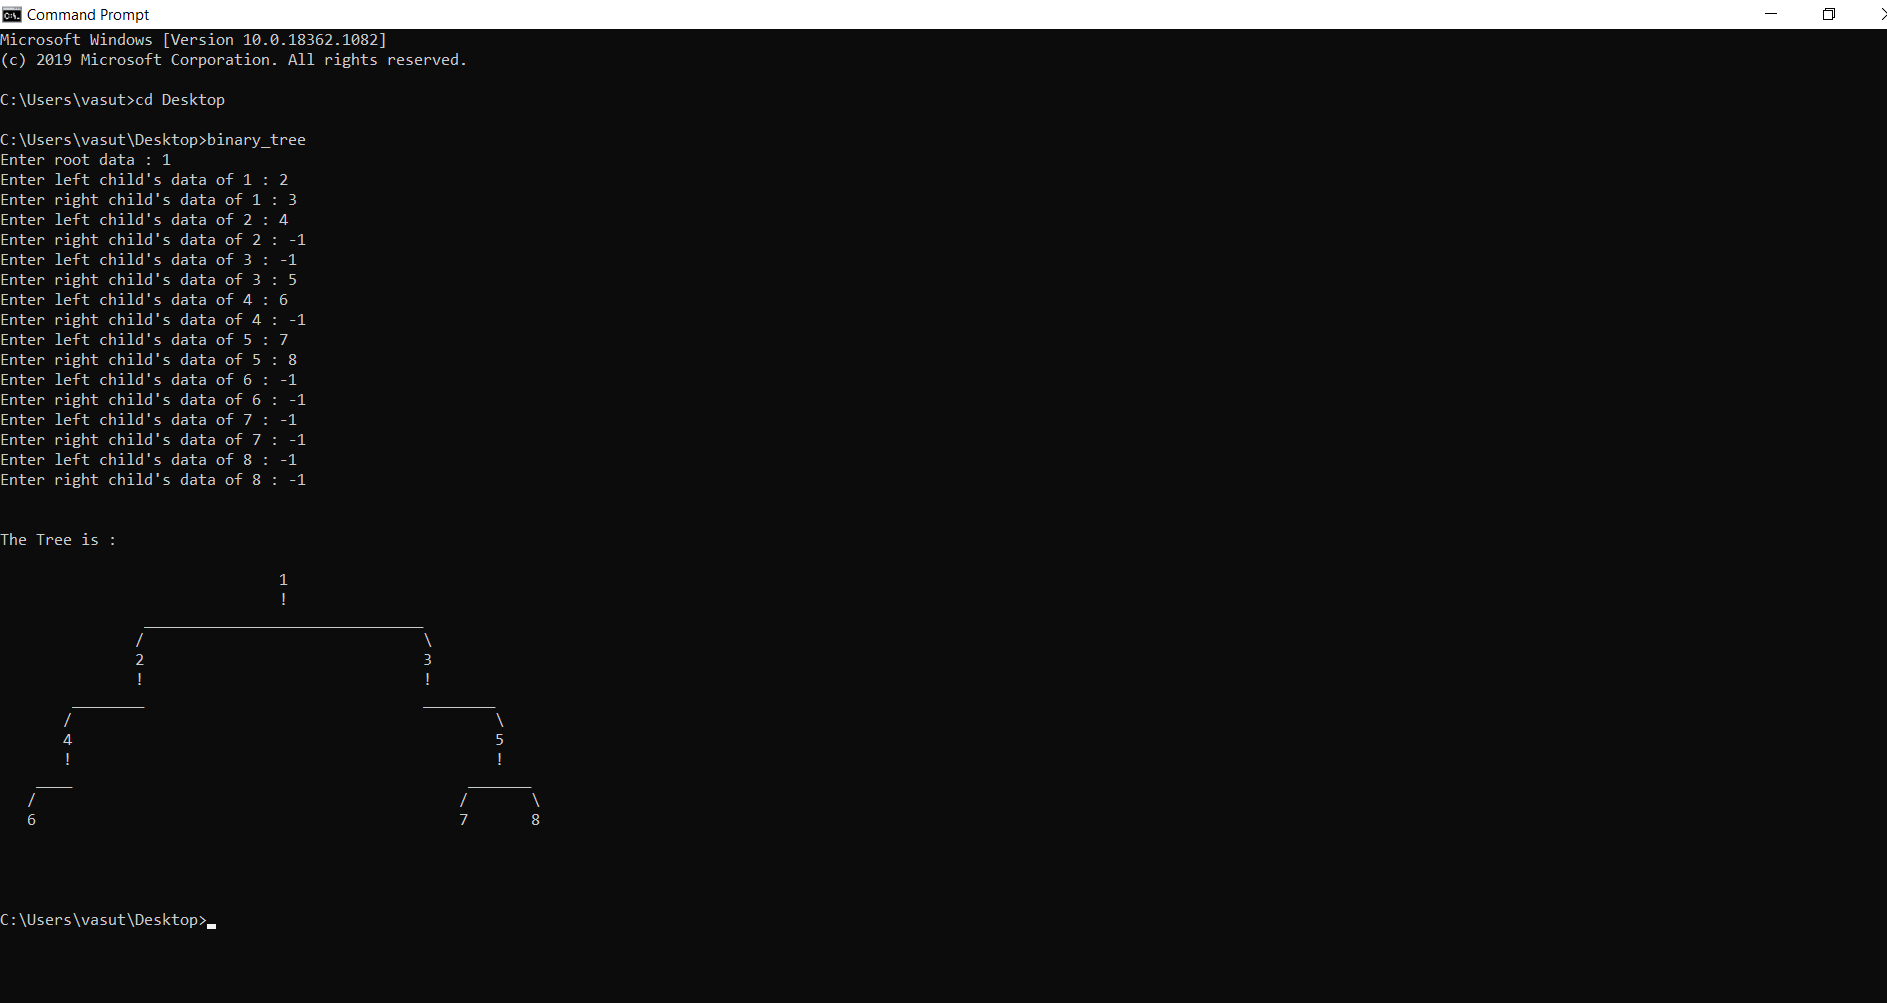 Command Prompt
Microsoft Windows [Version 10.0.18362.1082]
(c) 2019 Microsoft Corporation. All rights reserved.
C:\Users\vasut>cd Desktop
C:\Users\vasut\Desktop>binary_tree
Enter root data : 1
Enter left child's data of 1 : 2
Enter right child's data of 1 : 3
Enter left child's data of 2 : 4
Enter right child's data of 2 : -1
Enter left child's data of 3 : -1
Enter right child's data of 3 : 5
Enter left child's data of 4 : 6
Enter right child's data of 4 : -1
Enter left child's data of 5 : 7
Enter right child's data of 5 : 8
Enter left child's data of 6 : -1
Enter right child's data of 6 : -1
Enter left child's data of 7 : -1
Enter right child's data of 7 : -1
Enter left child's data of 8 : -1
Enter right child's data of 8 : -1
The Tree is :
1
!
_______________________________
/ \
2 3
! !
________ ________
/ \
4 5
! !
____ _______
/ / \
6 7 8
C:\Users\vasut\Desktop>